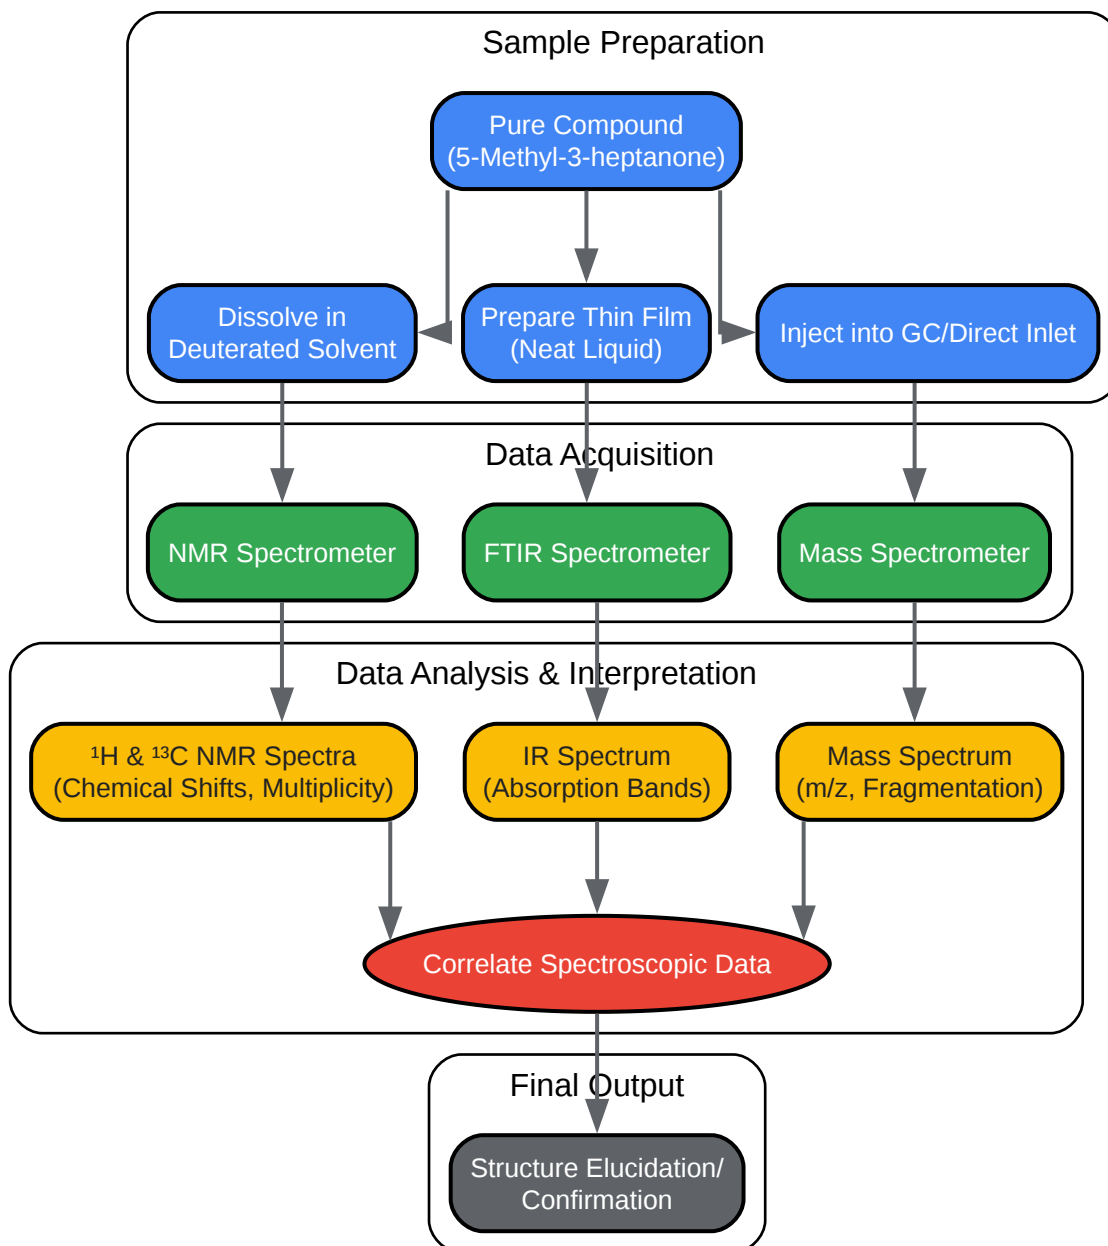 Sample Preparation
Pure Compound
(5-Methyl-3-heptanone)
Dissolve in
Deuterated Solvent
Prepare Thin Film
(Neat Liquid)
Inject into GC/Direct Inlet
Data Acquisition
NMR Spectrometer
FTIR Spectrometer
Mass Spectrometer
Data Analysis & Interpretation
¹H & ¹³C NMR Spectra
(Chemical Shifts, Multiplicity)
IR Spectrum
(Absorption Bands)
Mass Spectrum
(m/z, Fragmentation)
Correlate Spectroscopic Data
Final Output
Structure Elucidation/
Confirmation